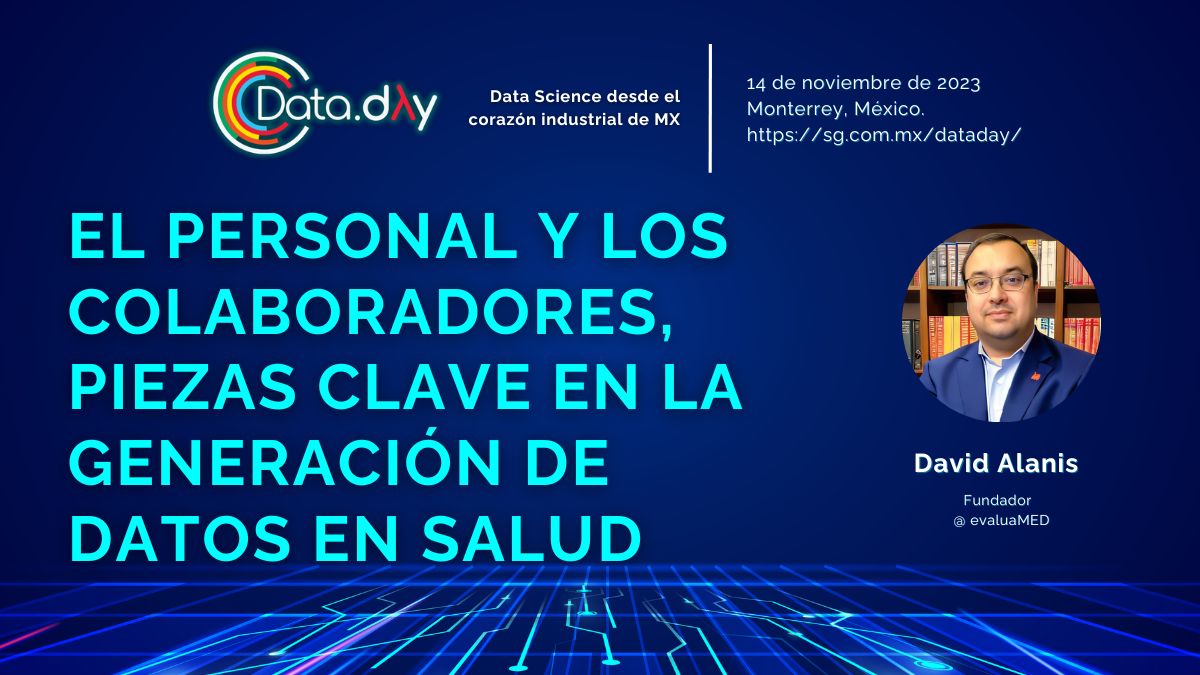 Data.dλy
Data Science desde el
corazón industrial de MX
14 de noviembre de 2023
Monterrey, México.
https://sg.com.mx/dataday/
EL PERSONAL Y LOS
COLABORADORES,
PIEZAS CLAVE EN LA
GENERACIÓN DE
DATOS EN SALUD
David Alanis
Fundador
@ evaluaMED